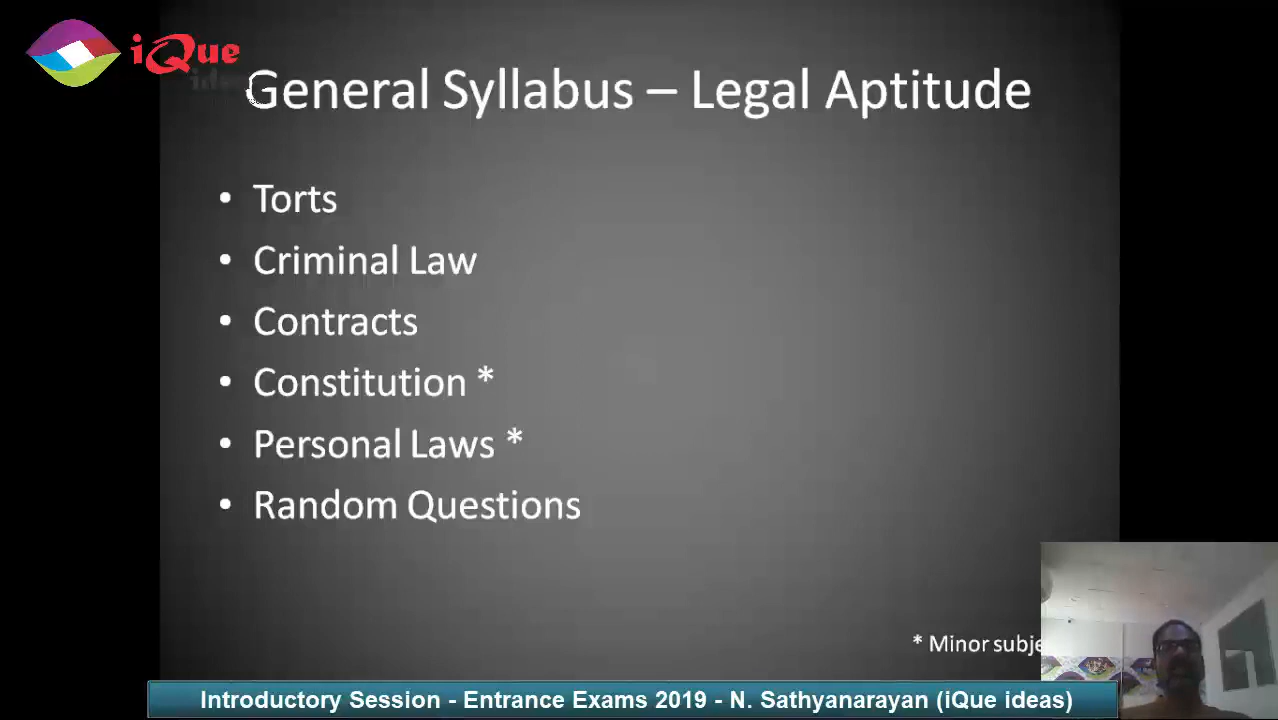 iQue
ideas
General Syllabus – Legal Aptitude
• Torts
• Criminal Law
• Contracts
• Constitution *
• Personal Laws *
• Random Questions
* Minor
Introductory Session - Entrance Exams 2019 - N. Sathyanarayan (iQue ideas)